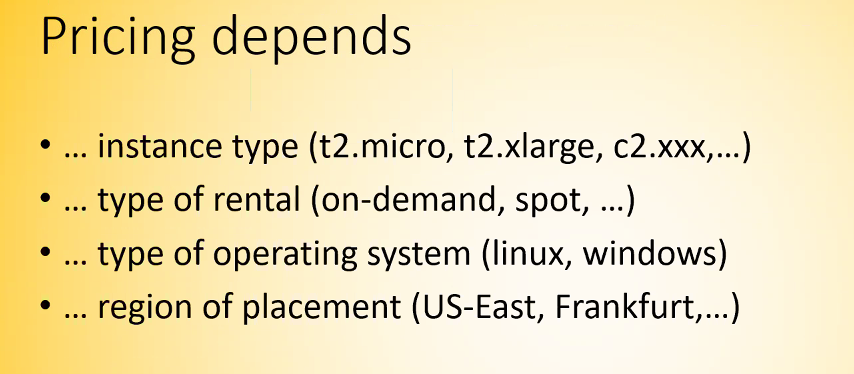 Pricing depends
• … instance type (t2.micro, t2.xlarge, c2.xxx,…)
• … type of rental (on-demand, spot, …)
• … type of operating system (linux, windows)
• … region of placement (US-East, Frankfurt,…)